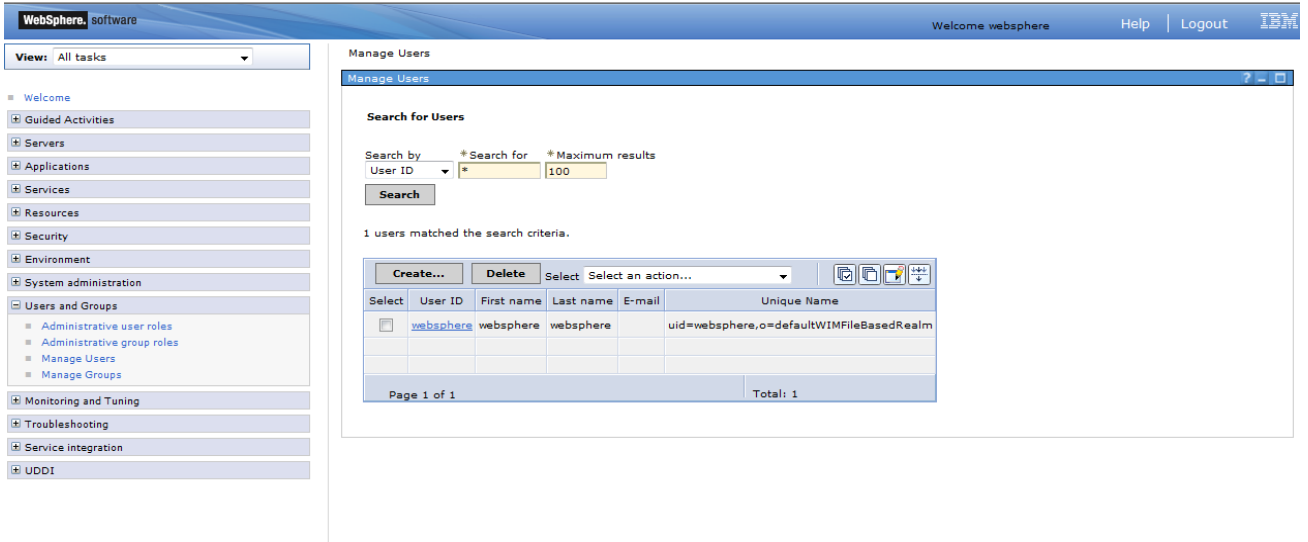 WebSphere. software
Welcome websphere
Help
Logout
IBM
View: All tasks
Welcome
Guided Activities
Servers
Applications
Services
Resources
Security
Environment
System administration
Users and Groups
Administrative user roles
Administrative group roles
Manage Users
Manage Groups
Monitoring and Tuning
Troubleshooting
Service integration
UDDI
Manage Users
Manage Users
?
Search for Users
Search by *Search for *Maximum results
User ID * 100
Search
1 users matched the search criteria.
Create... Delete Select Select an action...
Select User ID First name Last name E-mail Unique Name
websphere websphere websphere uid=websphere,o=defaultWIMFileBasedRealm
Page 1 of 1 Total: 1